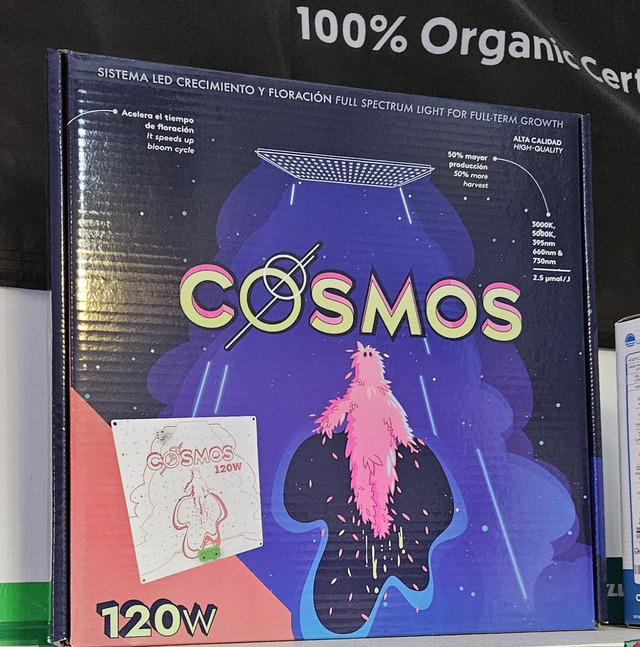 100% Organic Cert
SISTEMA LED CRECIMIENTO Y FLORACIÓN FULL SPECTRUM LIGHT FOR FULL-TERM GROWTH
Acelera el tiempo
de floración
It speeds up
bloom cycle
ALTA CALIDAD
HIGH-QUALITY
50% mayor
producción
50% more
harvest
3000K,
5000K,
395nm
660nm &
730nm
2.5 µmol/J
COSMOS
COSMOS
120W
120W